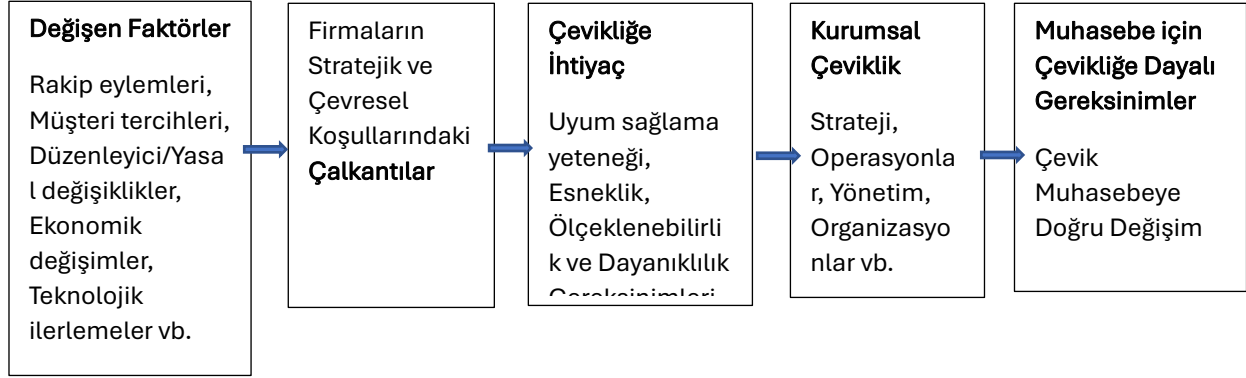 Değişen Faktörler
Rakip eylemleri,
Müşteri tercihleri,
Düzenleyici/Yasa
l değişiklikler,
Ekonomik
değişimler,
Teknolojik
ilerlemeler vb.
Firmaların
Stratejik ve
Çevresel
Koşullarındaki
Çalkantılar
Çevikliğe
İhtiyaç
Uyum sağlama
yeteneği,
Esneklik,
Ölçeklenebilirli
k ve Dayanıklılık
Gereksinimleri
Kurumsal
Çeviklik
Strateji,
Operasyonla
r, Yönetim,
Organizasyo
nlar vb.
Muhasebe için
Çevikliğe Dayalı
Gereksinimler
Çevik
Muhasebeye
Doğru Değişim